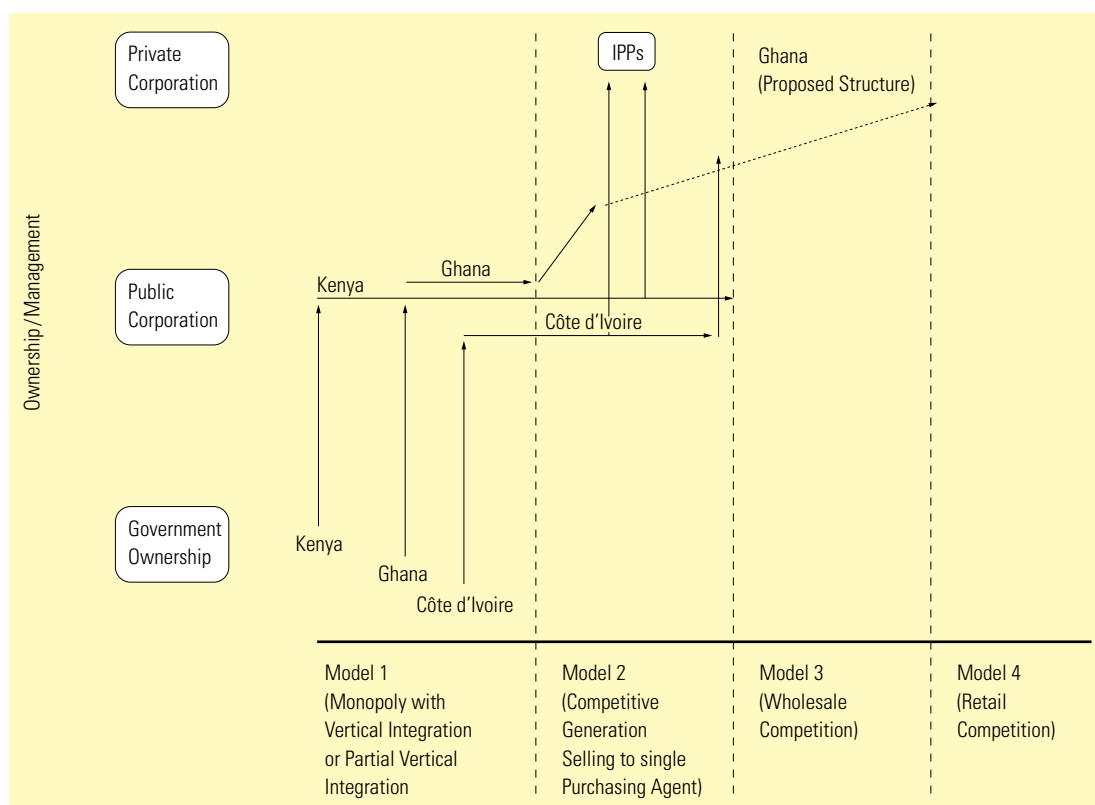 Private
Corporation
IPPs
Ghana
(Proposed Structure)
Ownership / Management
Ghana
Kenya
Public
Corporation
Côte d'Ivoire
Government
Ownership
Kenya
Ghana
Côte d'Ivoire
Model 1
(Monopoly with
Vertical Integration
or Partial Vertical
Integration
Model 2
(Competitive
Generation
Selling to single
Purchasing Agent)
Model 3
(Wholesale
Competition)
Model 4
(Retail
Competition)